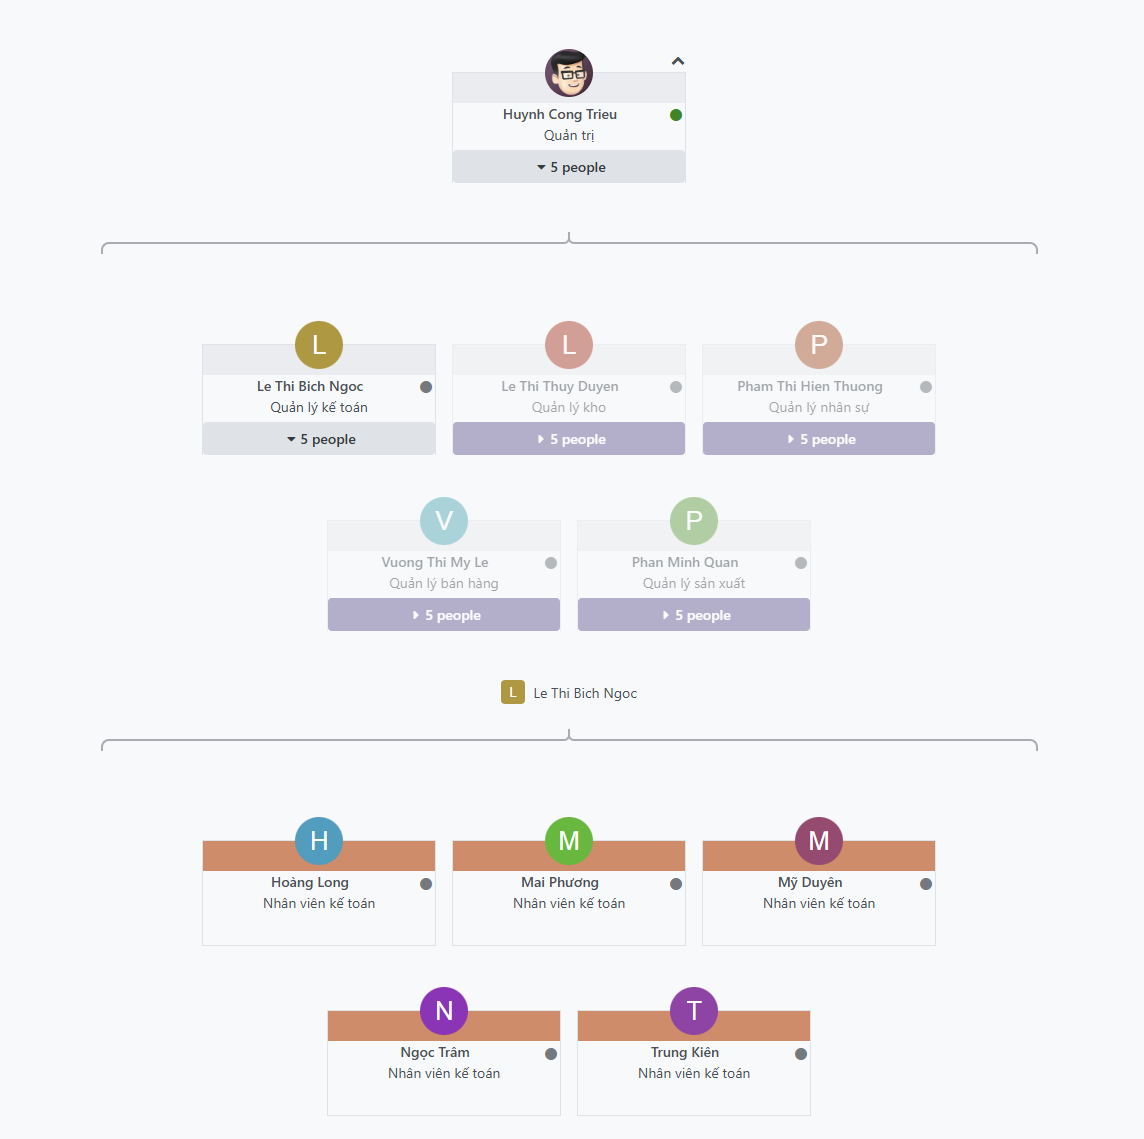 Huynh Cong Trieu
Quản trị
5 people
L
Le Thi Bich Ngoc
Quản lý kế toán
5 people
L
Le Thi Thuy Duyen
Quản lý kho
5 people
P
Pham Thi Hien Thuong
Quản lý nhân sự
5 people
V
Vuong Thi My Le
Quản lý bán hàng
5 people
P
Phan Minh Quan
Quản lý sản xuất
5 people
L Le Thi Bich Ngoc
H
Hoàng Long
Nhân viên kế toán
M
Mai Phương
Nhân viên kế toán
M
Mỹ Duyên
Nhân viên kế toán
N
Ngọc Trâm
Nhân viên kế toán
T
Trung Kiên
Nhân viên kế toán